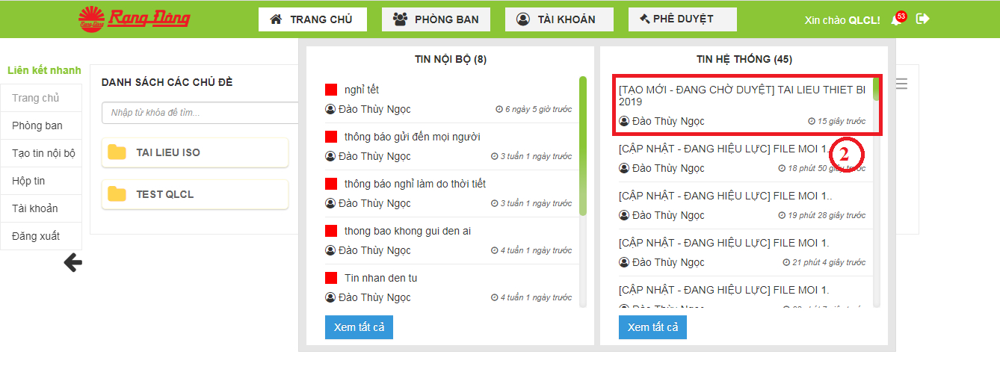 Rạng Đông
Rạng Đông
TRANG CHỦ
PHÒNG BAN
TÀI KHOẢN
PHÊ DUYỆT
Xin chào QLCL!
53
Liên kết nhanh
Trang chủ
Phòng ban
Tạo tin nội bộ
Hộp tin
Tài khoản
Đăng xuất
DANH SÁCH CÁC CHỦ ĐỀ
Nhập từ khóa để tìm...
TAI LIEU ISO
TEST QLCL
TIN NỘI BỘ (8)
nghỉ tết
Đào Thùy Ngọc
6 ngày 5 giờ trước
thông báo gửi đến mọi người
Đào Thùy Ngọc
3 tuần 1 ngày trước
thông báo nghỉ làm do thời tiết
Đào Thùy Ngọc
3 tuần 1 ngày trước
thong bao khong gui den ai
Đào Thùy Ngọc
4 tuần 1 ngày trước
Tin nhan den tu
Đào Thùy Ngọc
4 tuần 1 ngày trước
Xem tất cả
TIN HỆ THỐNG (45)
[TẠO MỚI - ĐANG CHỜ DUYỆT] TAI LIEU THIET BI
2019
Đào Thùy Ngọc
15 giây trước
[CẬP NHẬT - ĐANG HIỆU LỰC] FILE MOI 1.
2
Đào Thùy Ngọc
18 phút 50 giây trước
[CẬP NHẬT - ĐANG HIỆU LỰC] FILE MOI 1..
Đào Thùy Ngọc
19 phút 28 giây trước
[CẬP NHẬT - ĐANG HIỆU LỰC] FILE MOI 1.
Đào Thùy Ngọc
21 phút 4 giây trước
[CẬP NHẬT - ĐANG HIỆU LỰC] FILE MOI 1.
Đào Thùy Ngọc
Xem tất cả